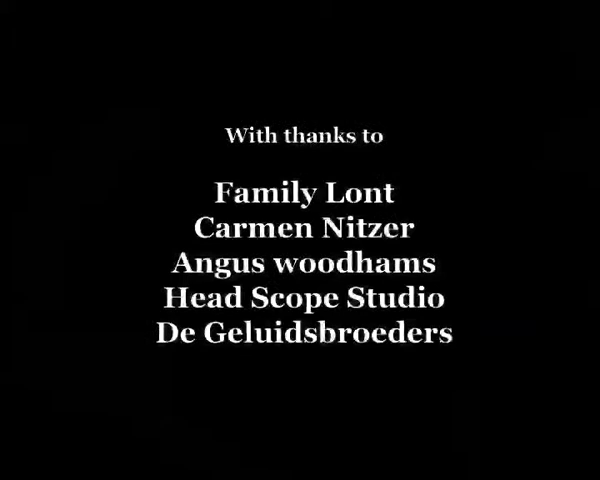 With thanks to
Family Lont
Carmen Nitzer
Angus woodhams
Head Scope Studio
De Geluidsbroeders